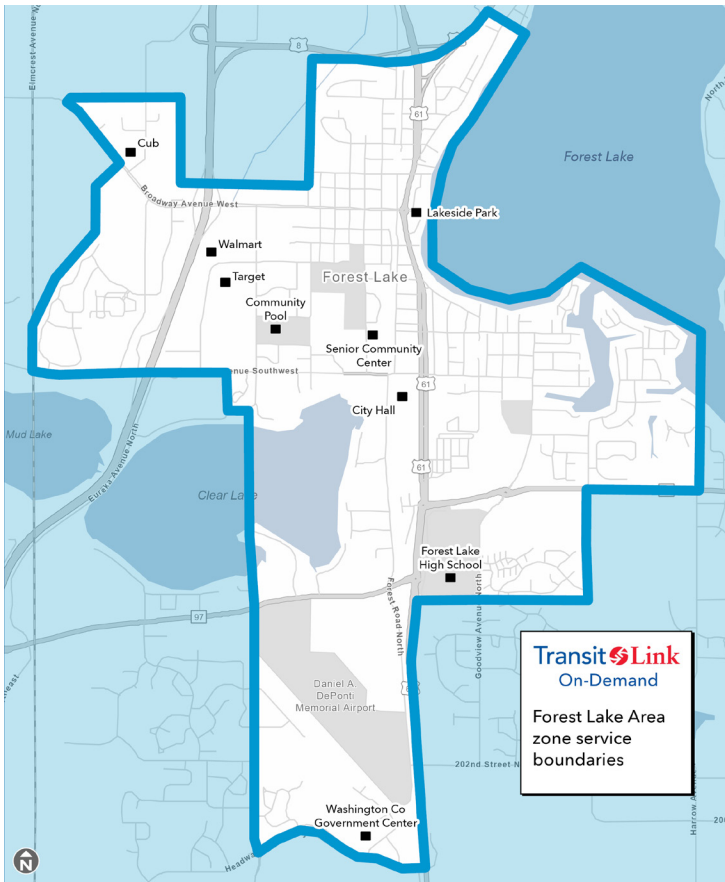 Elmcrest Avenue North
8
61
North
Forest Lake
Cub
Broadway Avenue West
Lakeside Park
Walmart
Target
Forest Lake
Community
Pool
Senior Community
Center
enue Southwest
61
City Hall
Mud Lake
Eureka Avenue North
Clear Lake
61
Forest Lake
High School
97
Forest Road North
Goodview Avenue North
Transit Link
On-Demand
Forest Lake Area
zone service
boundaries
Daniel A
DePonti
Memorial Airport
202nd Street N
Harrow Avenue
Washington Co
Government Center
Headw
N